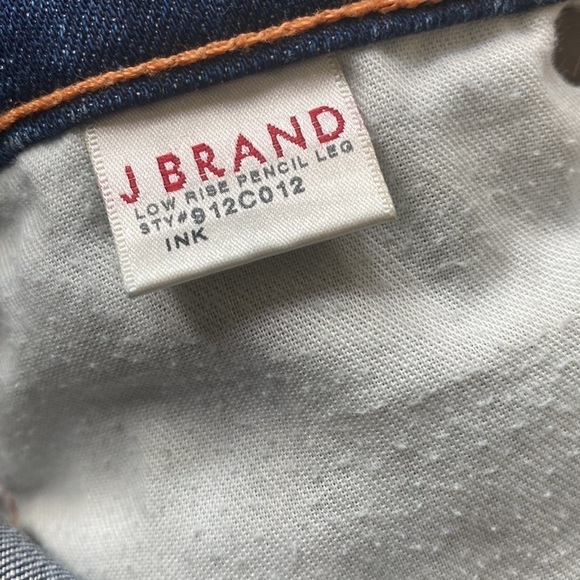 J BRAND
LOW RISE PENCIL LEG
STY#912C012
INK